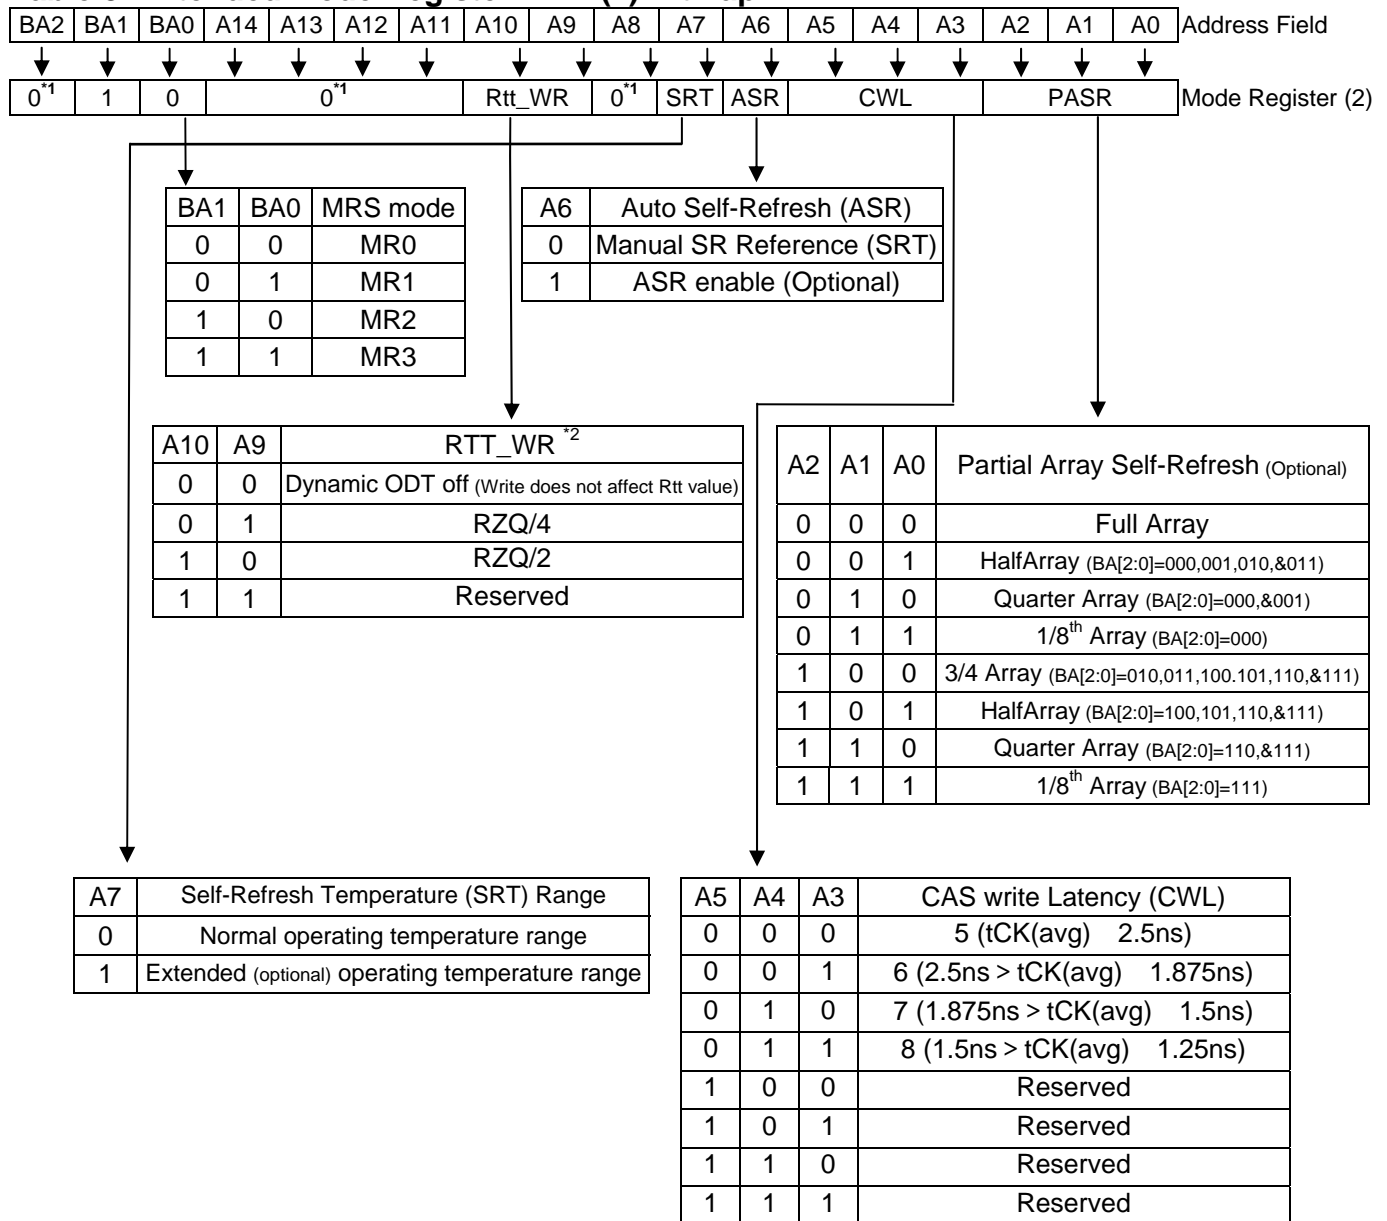 BA2 BA1 BA0 A14 A13 A12 A11 A10 A9 A8 A7 A6 A5 A4 A3 A2 A1 A0 Address Field
0*1 1 0 0*1 Rtt_WR 0*1 SRT ASR CWL PASR Mode Register (2)
BA1 BA0 MRS mode
0 0 MR0
0 1 MR1
1 0 MR2
1 1 MR3
A6 Auto Self-Refresh (ASR)
0 Manual SR Reference (SRT)
1 ASR enable (Optional)
A10 A9 RTT_WR *2
0 0 Dynamic ODT off (Write does not affect Rtt value)
0 1 RZQ/4
1 0 RZQ/2
1 1 Reserved
A2 A1 A0 Partial Array Self-Refresh (Optional)
0 0 0 Full Array
0 0 1 HalfArray (BA[2:0]=000,001,010,&011)
0 1 0 Quarter Array (BA[2:0]=000,&001)
0 1 1 1/8th Array (BA[2:0]=000)
1 0 0 3/4 Array (BA[2:0]=010,011,100.101,110,&111)
1 0 1 HalfArray (BA[2:0]=100,101,110,&111)
1 1 0 Quarter Array (BA[2:0]=110,&111)
1 1 1 1/8th Array (BA[2:0]=111)
A7 Self-Refresh Temperature (SRT) Range
0 Normal operating temperature range
1 Extended (optional) operating temperature range
A5 A4 A3 CAS write Latency (CWL)
0 0 0 5 (tCK(avg) 2.5ns)
0 0 1 6 (2.5ns > tCK(avg) 1.875ns)
0 1 0 7 (1.875ns > tCK(avg) 1.5ns)
0 1 1 8 (1.5ns > tCK(avg) 1.25ns)
1 0 0 Reserved
1 0 1 Reserved
1 1 0 Reserved
1 1 1 Reserved